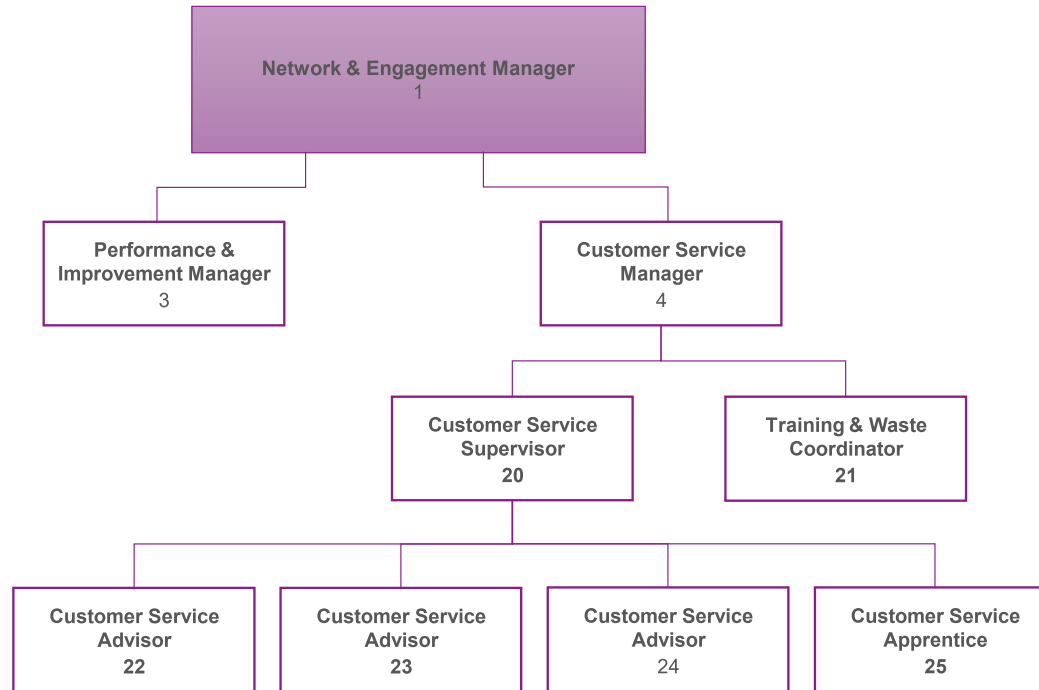 Network & Engagement Manager
1
Performance &
Improvement Manager
3
Customer Service
Manager
4
Customer Service
Supervisor
20
Training & Waste
Coordinator
21
Customer Service
Advisor
22
Customer Service
Advisor
23
Customer Service
Advisor
24
Customer Service
Apprentice
25